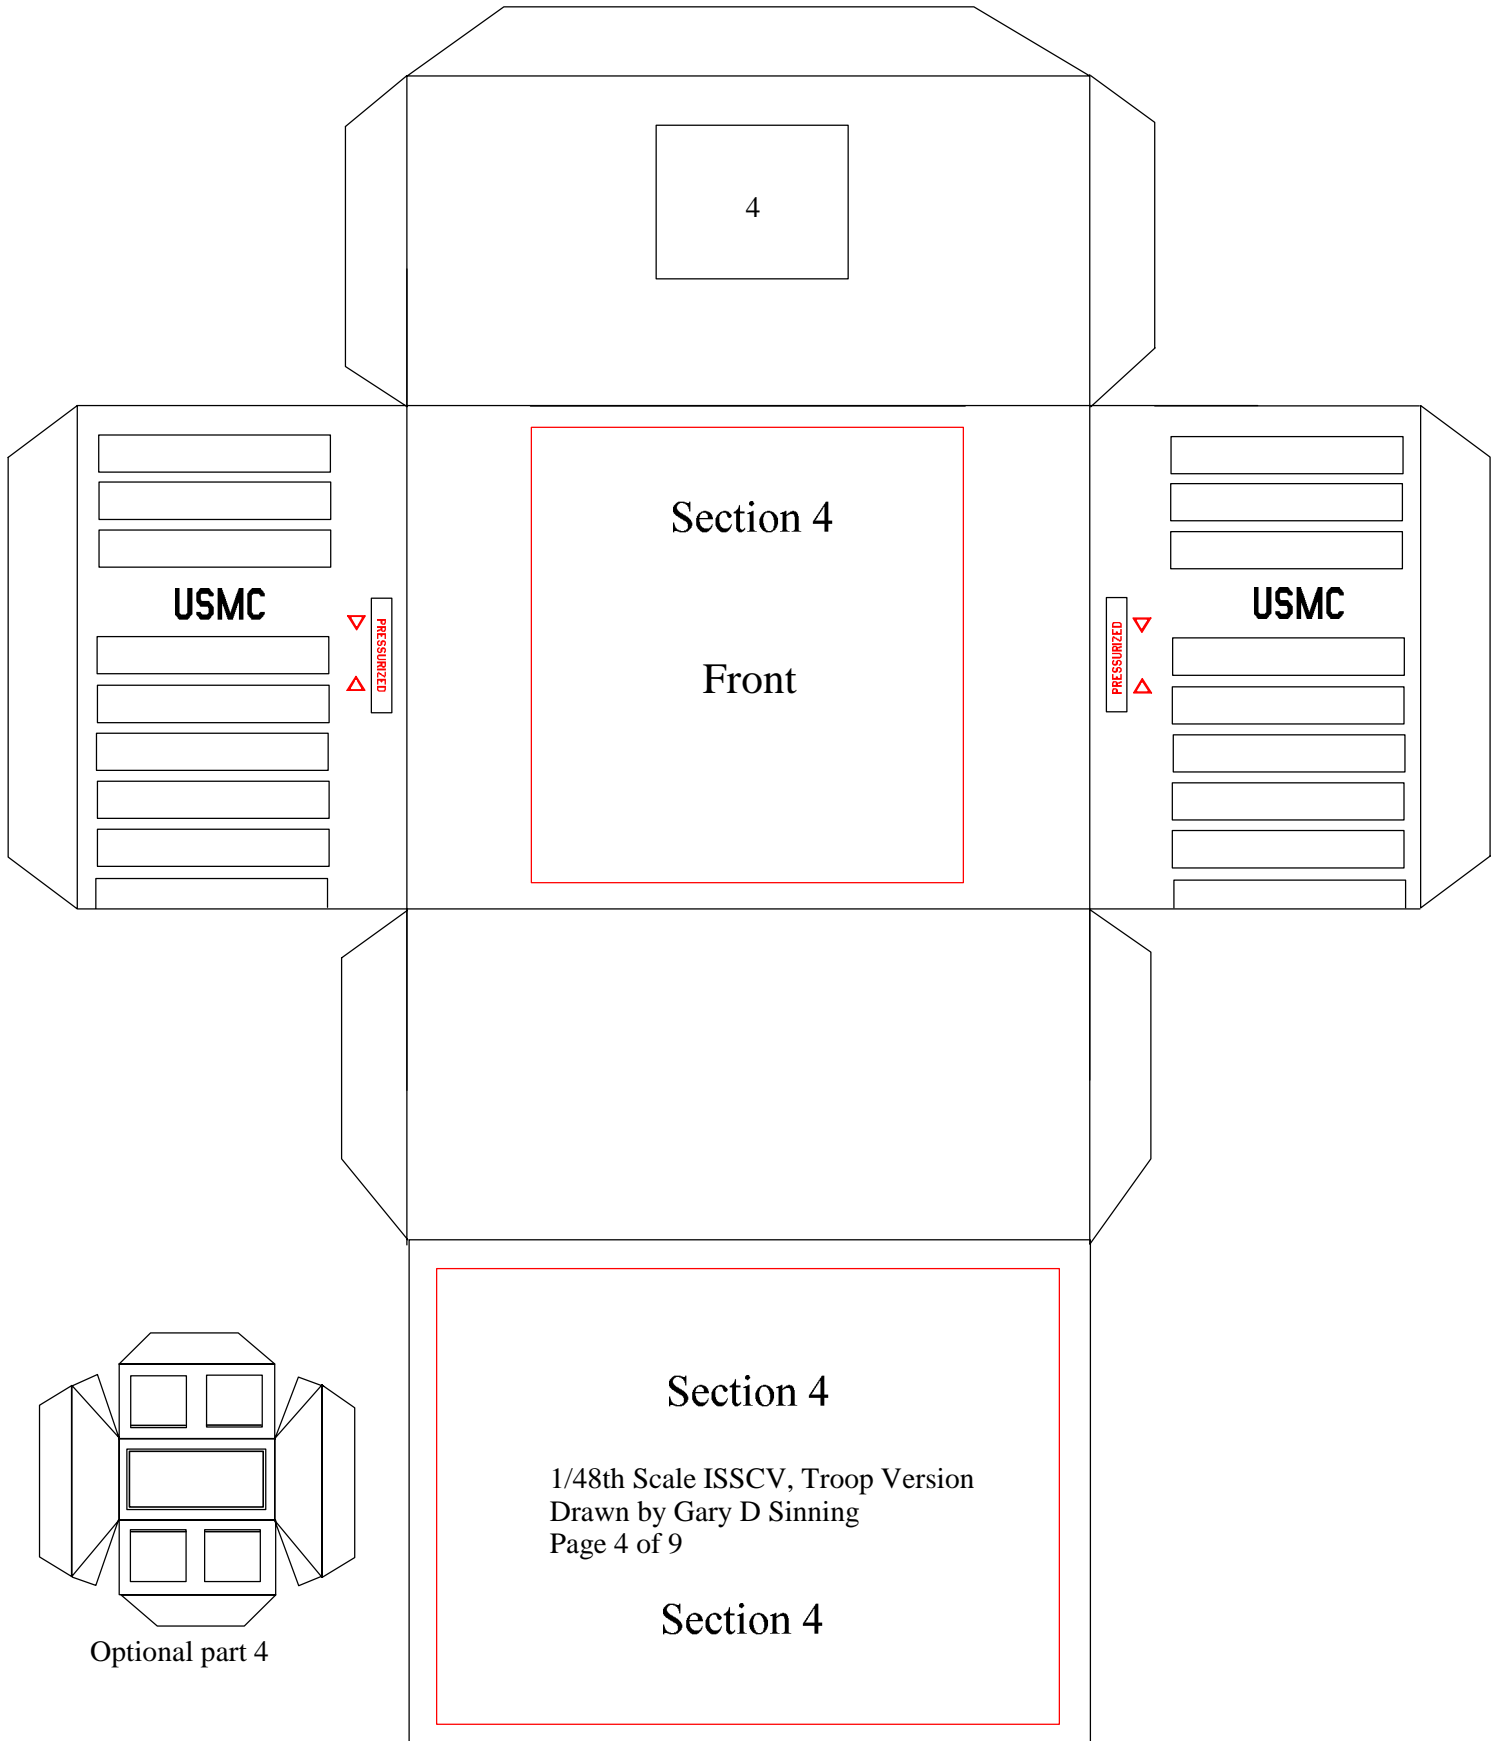 4
Section 4
USMC
USMC
PRESSURIZED
PRESSURIZED
Front
Section 4
1/48th Scale ISSCV, Troop Version
Drawn by Gary D Sinning
Page 4 of 9
Section 4
Optional part 4